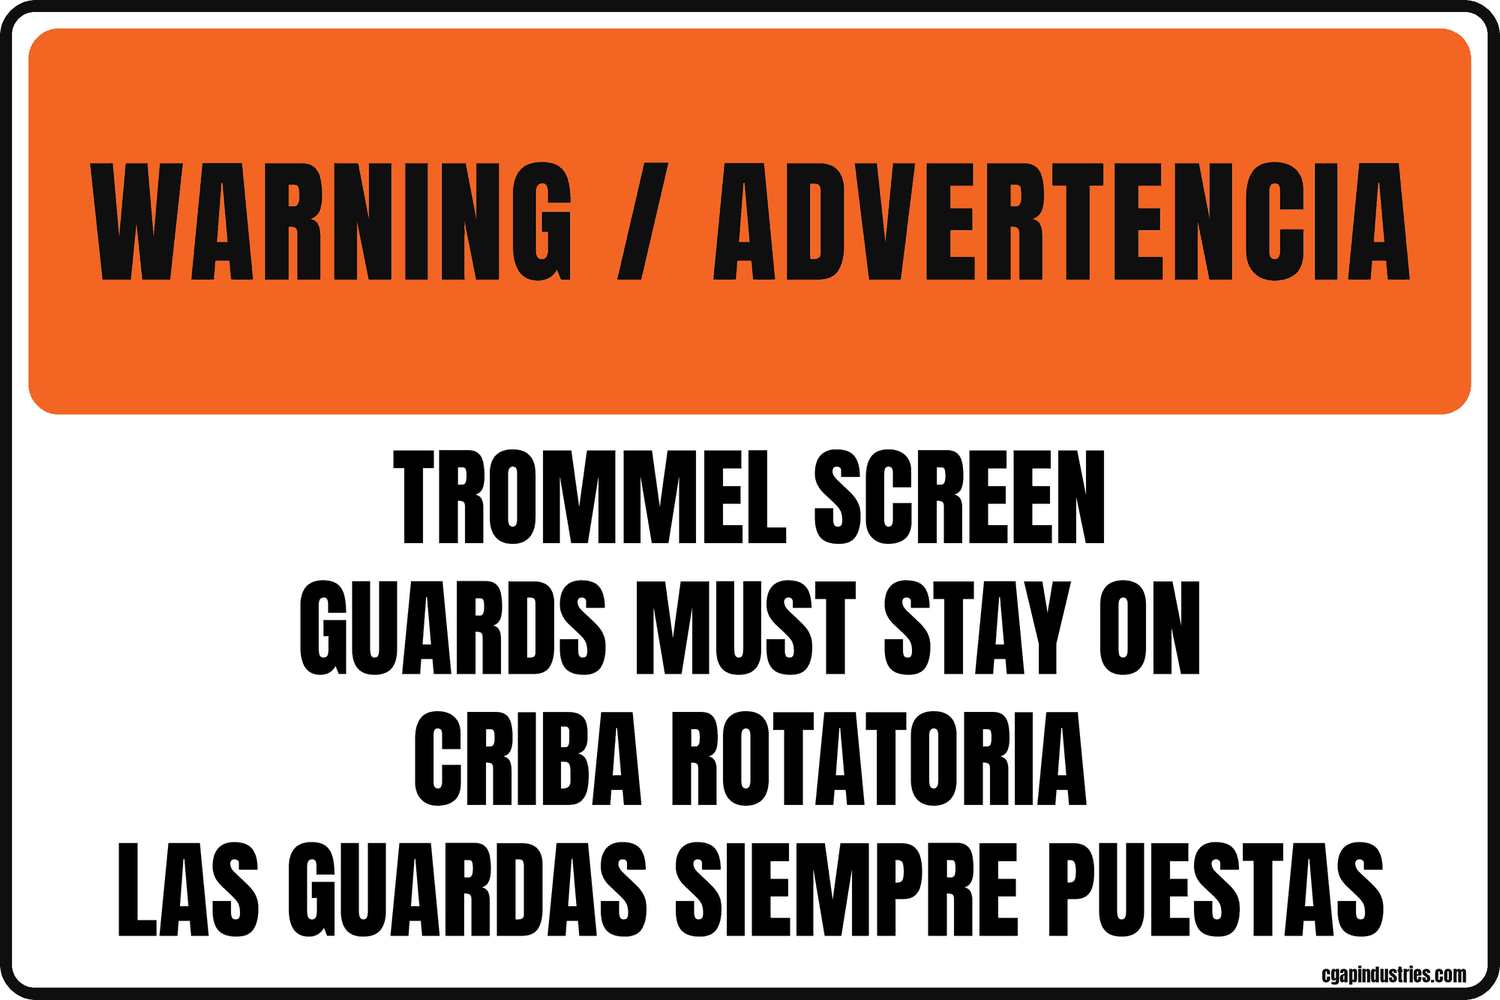 WARNING / ADVERTENCIA
TROMMEL SCREEN
GUARDS MUST STAY ON
CRIBA ROTATORIA
LAS GUARDAS SIEMPRE PUESTAS
cgapindustries.com